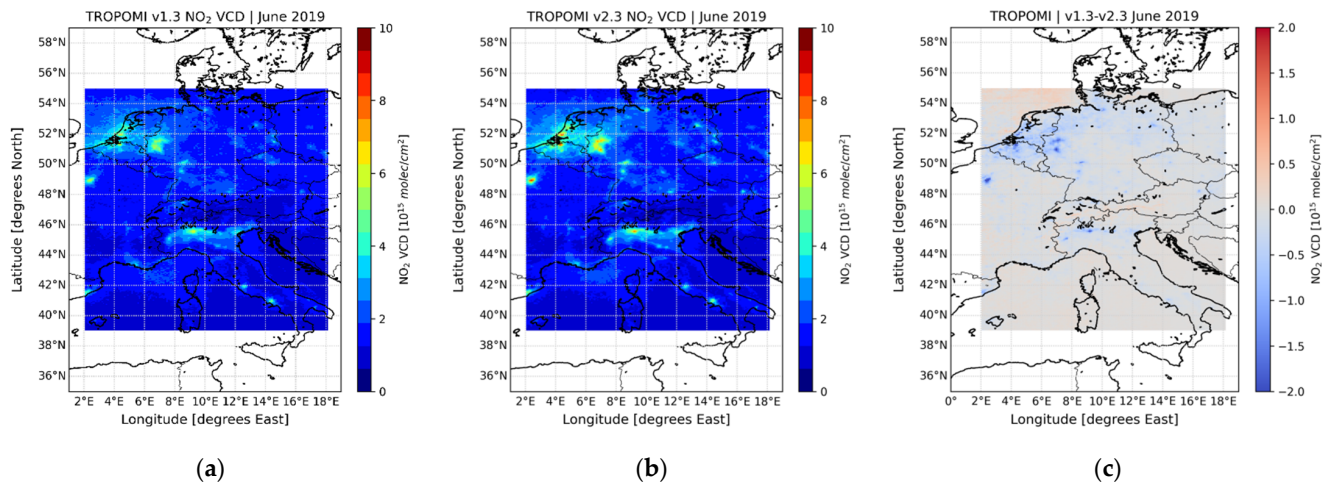 TROPOMI v1.3 NO₂ VCD | June 2019
58°N
56°N
54°N
52°N
50°N
48°N
46°N
44°N
42°N
40°N
38°N
36°N
Latitude [degrees North]
2°E 4°E 6°E 8°E 10°E 12°E 14°E 16°E 18°E
Longitude [degrees East]
10
8
6
4
2
0
NO₂ VCD [10¹⁵ molec/cm²]
(a)
TROPOMI v2.3 NO₂ VCD | June 2019
58°N
56°N
54°N
52°N
50°N
48°N
46°N
44°N
42°N
40°N
38°N
36°N
Latitude [degrees North]
2°E 4°E 6°E 8°E 10°E 12°E 14°E 16°E 18°E
Longitude [degrees East]
10
8
6
4
2
0
NO₂ VCD [10¹⁵ molec/cm²]
(b)
TROPOMI | v1.3-v2.3 June 2019
58°N
56°N
54°N
52°N
50°N
48°N
46°N
44°N
42°N
40°N
38°N
36°N
Latitude [degrees North]
0° 2°E 4°E 6°E 8°E 10°E 12°E 14°E 16°E 18°E
Longitude [degrees East]
2.0
1.5
1.0
0.5
0.0
−0.5
−1.0
−1.5
−2.0
NO₂ VCD [10¹⁵ molec/cm²]
(c)